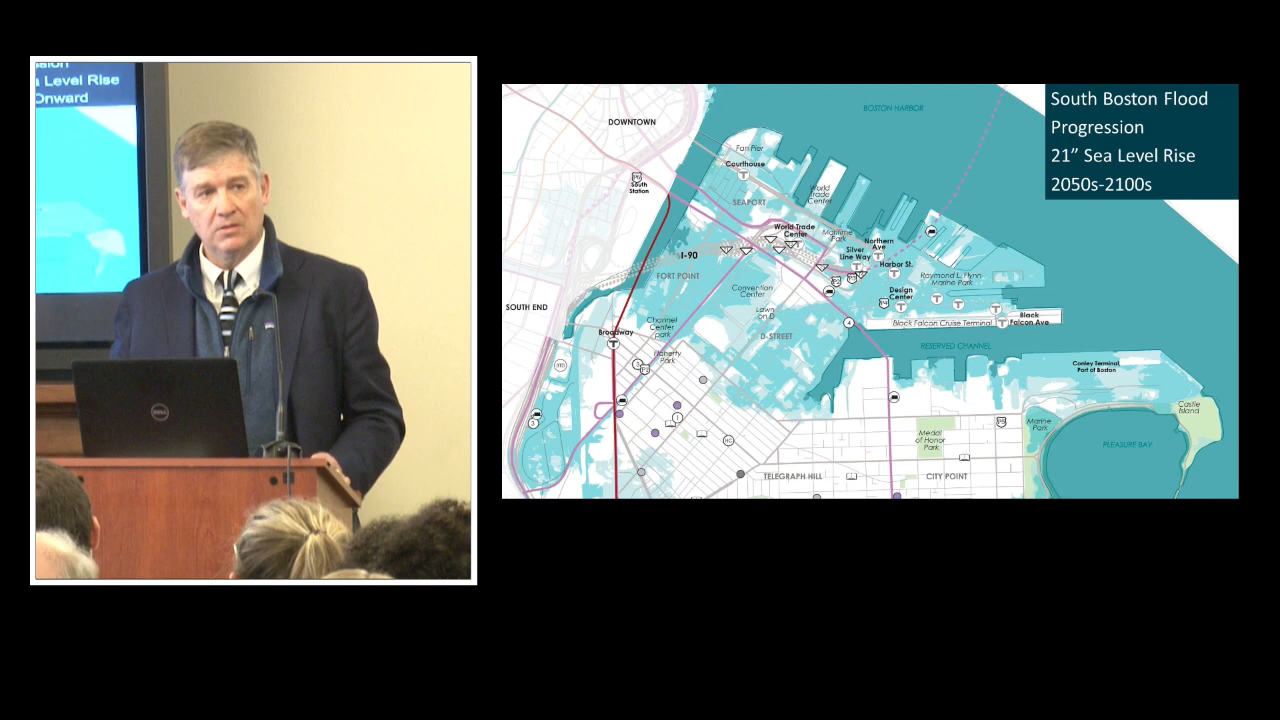 a Level Rise
Onward
DELL
South Boston Flood
Progression
21” Sea Level Rise
2050s-2100s
BOSTON HARBOR
DOWNTOWN
Fan Pier
Courthouse
South
Station
World
Trade
Center
SEAPORT
World Trade
Center
Maritime
Park
Northern
Ave
Silver
Line Way
I-90
Harbor St.
FORT POINT
Raymond L. Flynn
Marine Park
Convention
Center
Design
Center
SOUTH END
Lawn
on D
Black
Falcon Ave
Black Falcon Cruise Terminal
Channel
Center
park
4
Broadway
D-STREET
RESERVED CHANNEL
Flaherty
Park
Conley Terminal,
Port of Boston
Castle
Island
3
Marine
Park
Medal
of Honor
Park
PLEASURE BAY
TELEGRAPH HILL
CITY POINT